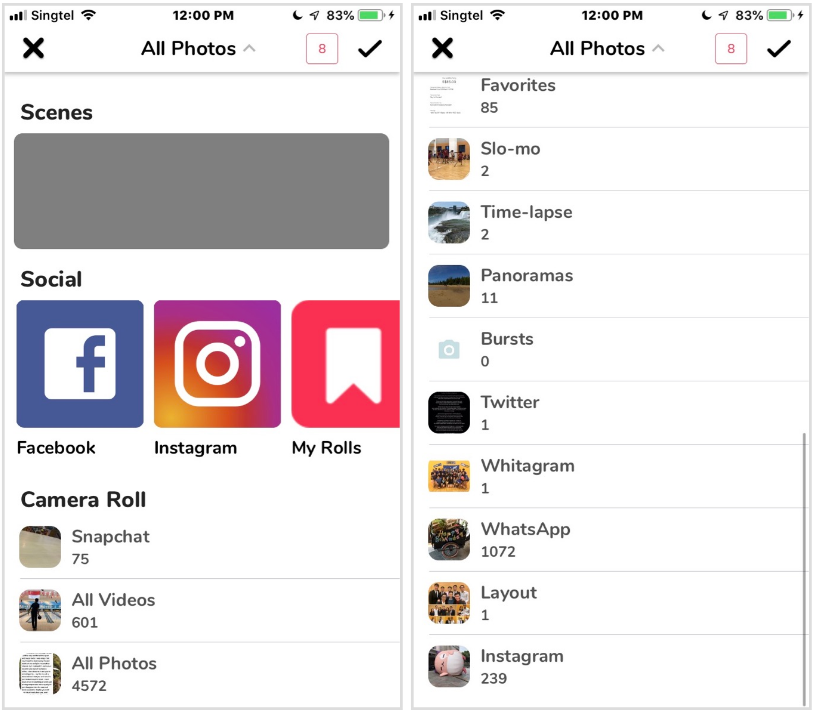 Singtel 12:00 PM 83%
All Photos 8
Scenes
Social
Facebook Instagram My Rolls
Camera Roll
Snapchat
75
All Videos
601
All Photos
4572
Singtel 12:00 PM 83%
All Photos 8
Favorites
85
Slo-mo
2
Time-lapse
2
Panoramas
11
Bursts
0
Twitter
1
Whitagram
1
WhatsApp
1072
Layout
1
Instagram
239